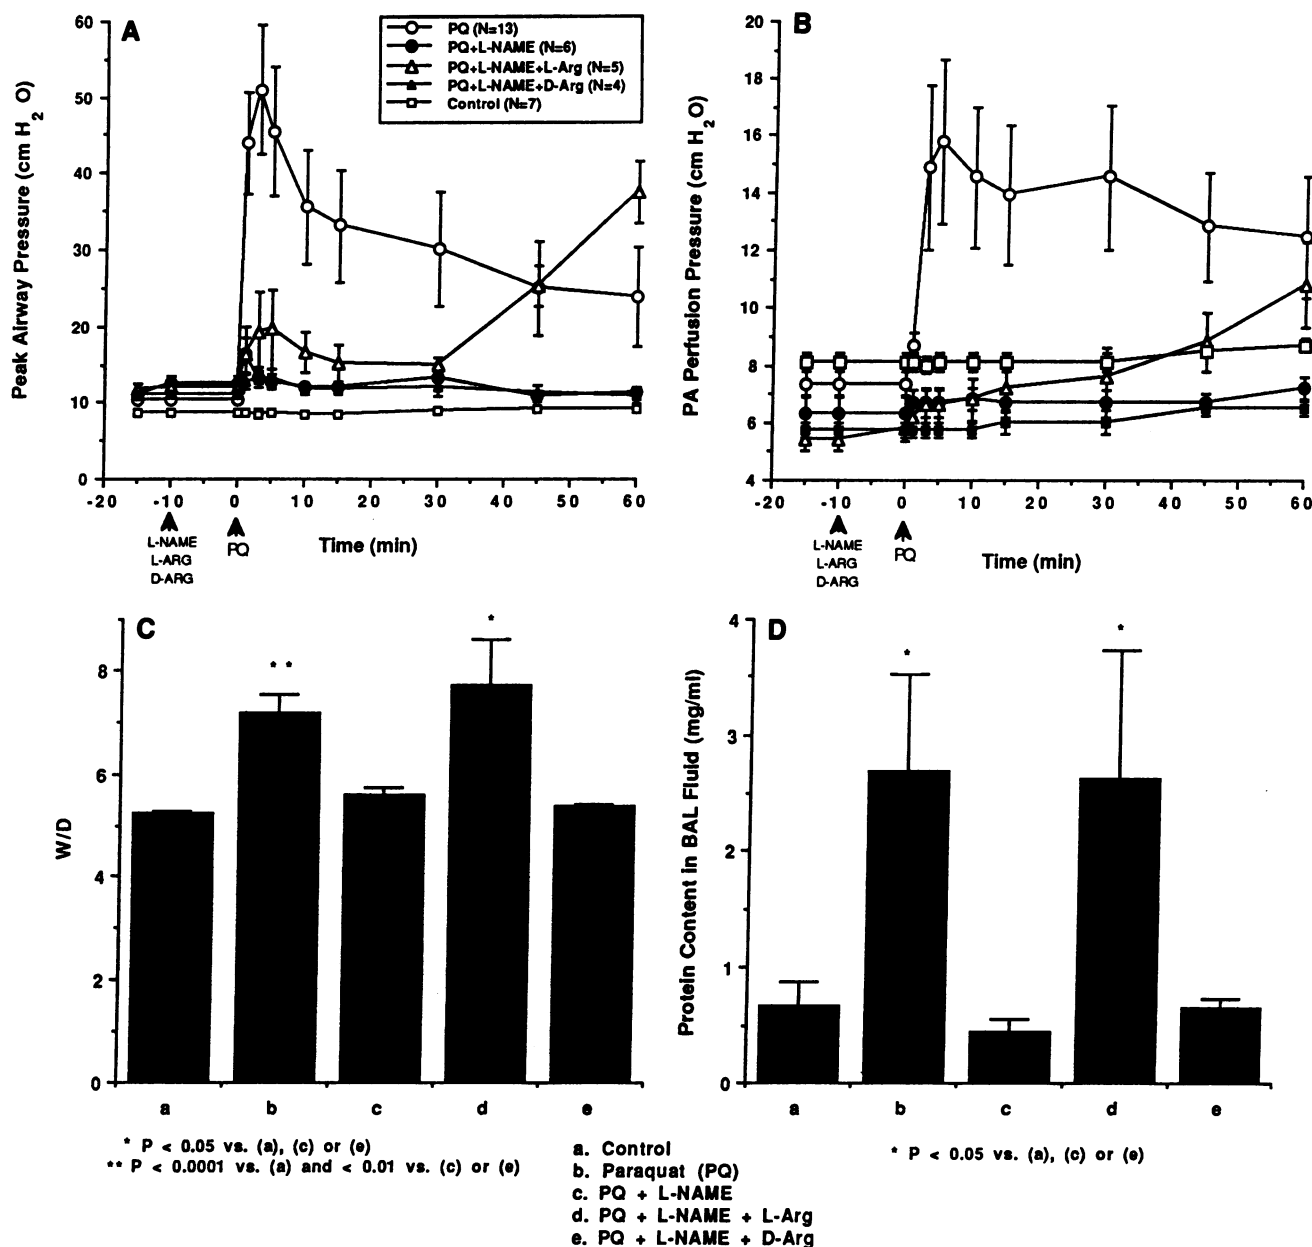 A
PQ (N=13)
PQ+L-NAME (N=6)
PQ+L-NAME+L-Arg (N=5)
PQ+L-NAME+D-Arg (N=4)
Control (N=7)
Peak Airway Pressure (cm H2 O)
60
50
40
30
20
10
0
-20 -10 0 10 20 30 40 50 60
L-NAME
L-ARG
D-ARG
PQ
Time (min)
B
PA Perfusion Pressure (cm H2O)
20
18
16
14
12
10
8
6
4
-20 -10 0 10 20 30 40 50 60
L-NAME
L-ARG
D-ARG
PQ
Time (min)
C
W/D
8
6
4
2
0
* *
*
a b c d e
* P < 0.05 vs. (a), (c) or (e)
** P < 0.0001 vs. (a) and < 0.01 vs. (c) or (e)
D
Protein Content in BAL Fluid (mg/ml)
4
3
2
1
0
*
*
a b c d e
* P < 0.05 vs. (a), (c) or (e)
a. Control
b. Paraquat (PQ)
c. PQ + L-NAME
d. PQ + L-NAME + L-Arg
e. PQ + L-NAME + D-Arg